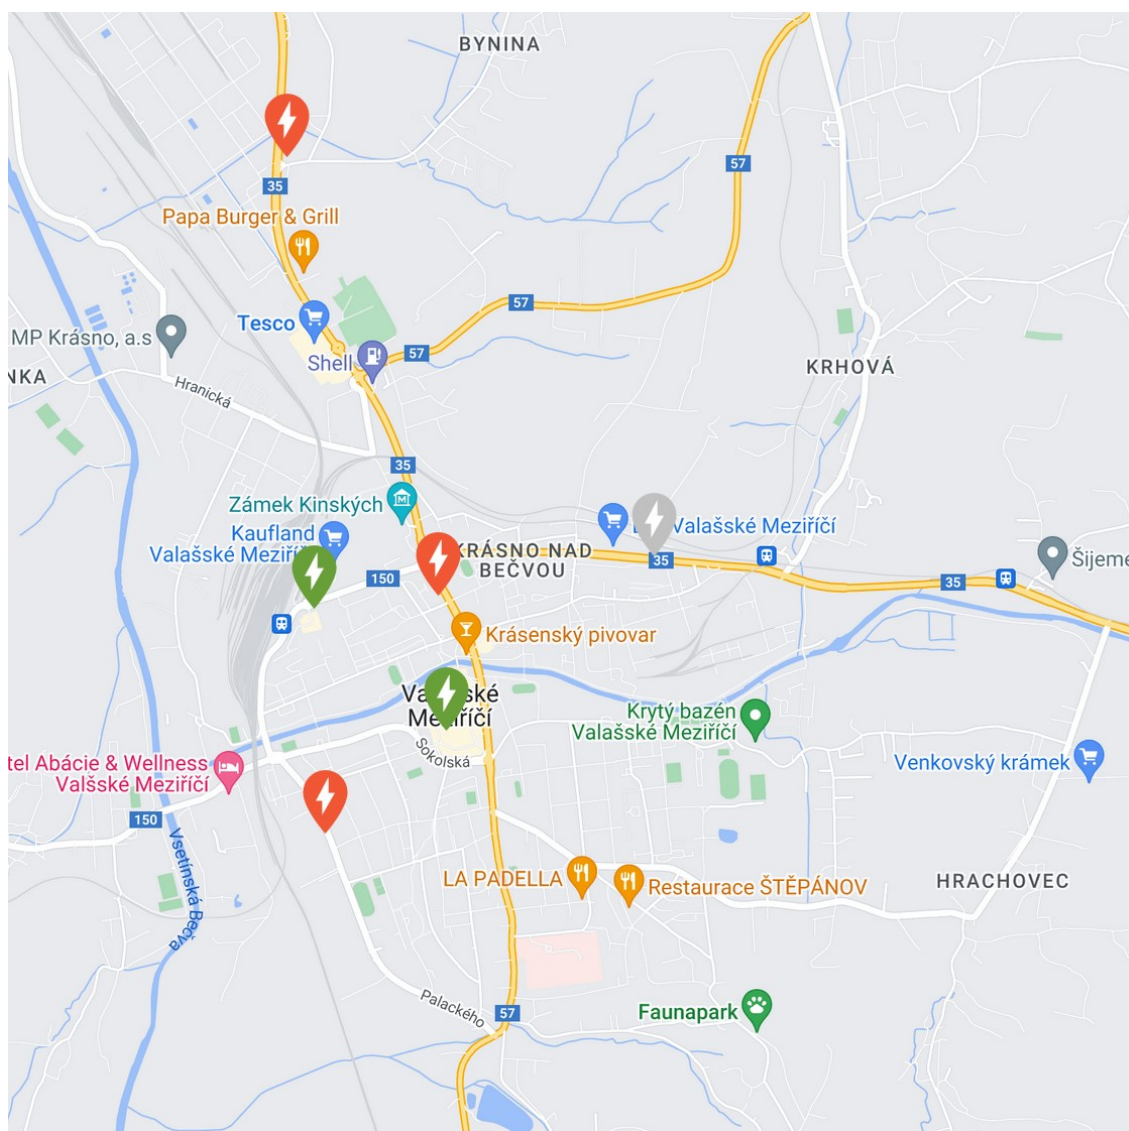 BYNINA
57
35
Papa Burger & Grill
57
Tesco
MP Krásno, a.s
Shell
57
KRHOVÁ
NKA
Hranická
35
Zámek Kinských
Kaufland
Valašské Meziříčí
Valašské Meziříčí
KRÁSNO NAD
BEČVOU
35
Šijeme
150
35
Krásenský pivovar
Valašské
Meziříčí
Krytý bazén
Valašské Meziříčí
Sokolská
tel Abácie & Wellness
Valšské Meziříčí
Venkovský krámek
150
Vsetínská Bečva
LA PADELLA
Restaurace ŠTĚPÁNOV
HRACHOVEC
Palackého
57
Faunapark